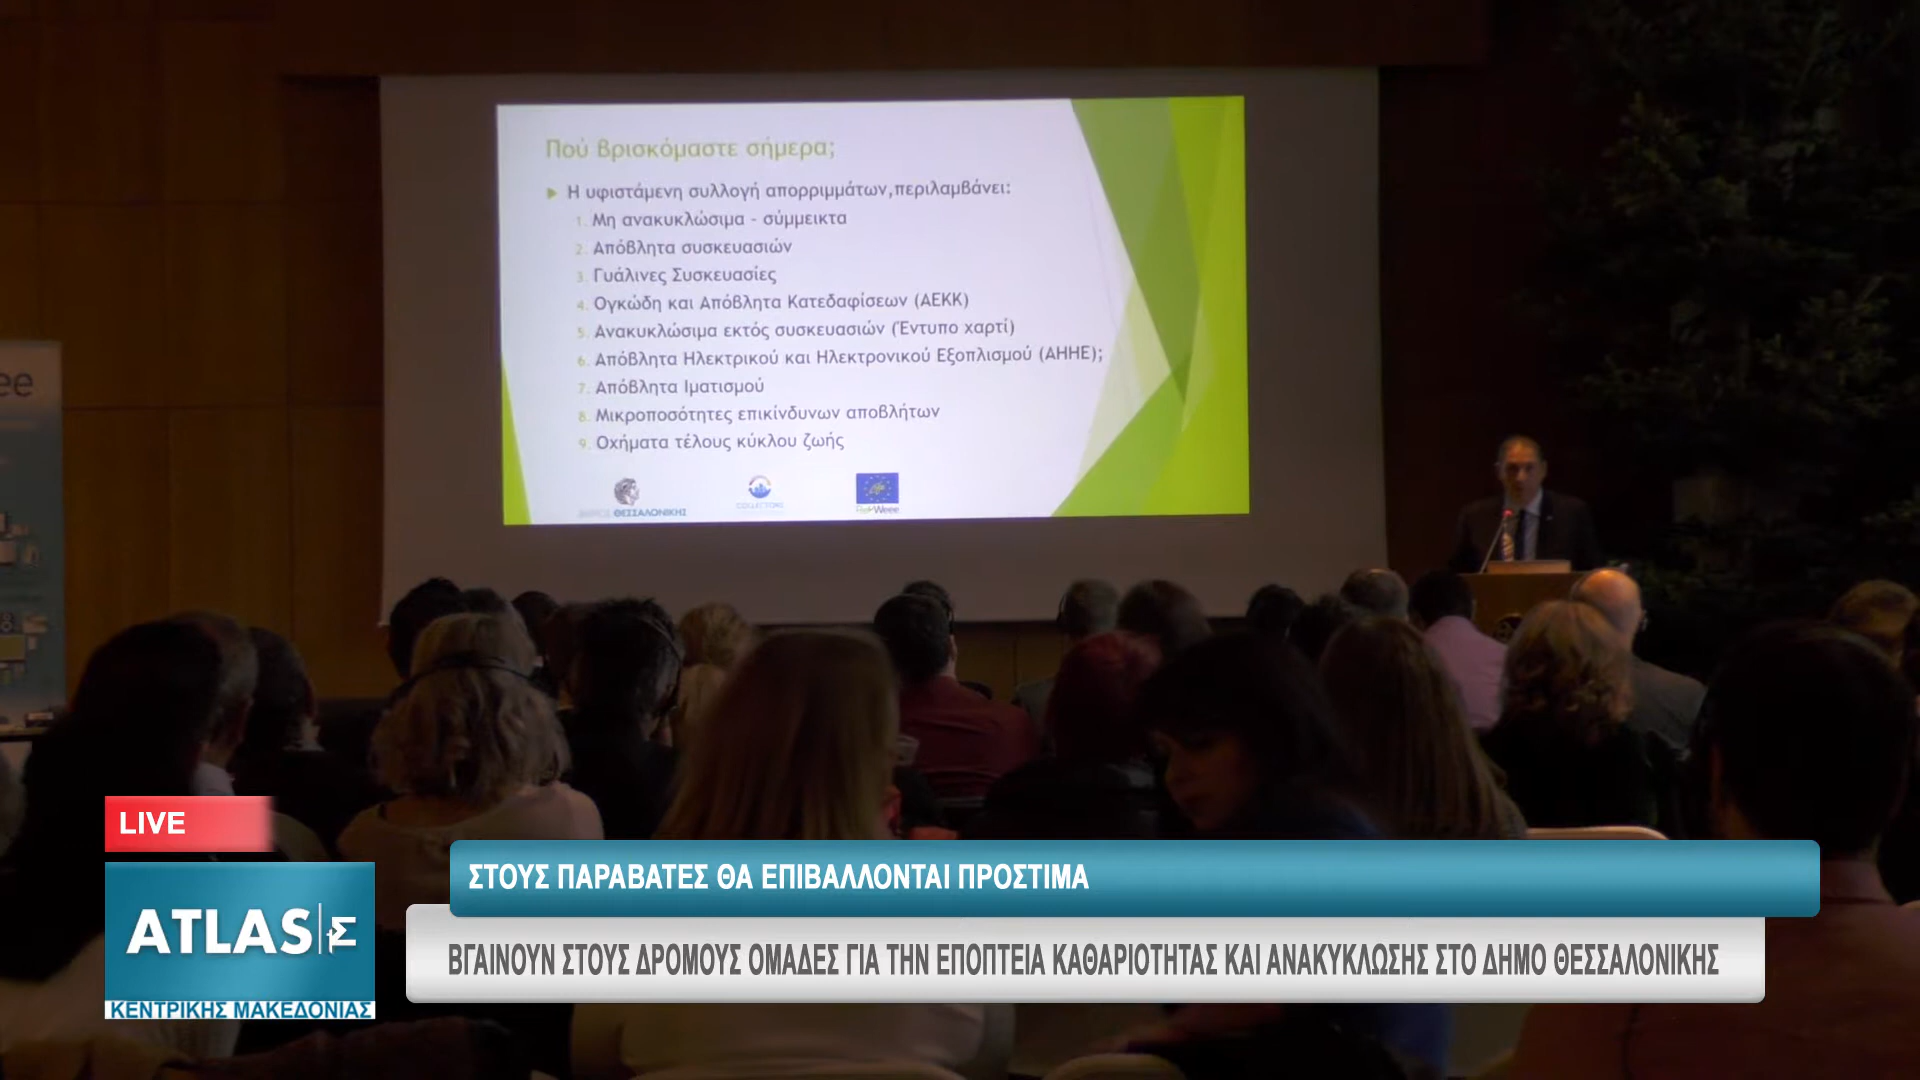 Πού βρισκόμαστε σήμερα;
Η υφιστάμενη συλλογή απορριμμάτων,περιλαμβάνει:
1. Μη ανακυκλώσιμα - σύμμεικτα
2. Απόβλητα συσκευασιών
3. Γυάλινες Συσκευασίες
4. Ογκώδη και Απόβλητα Κατεδαφίσεων (ΑΕΚΚ)
5. Ανακυκλώσιμα εκτός συσκευασιών (Έντυπο χαρτί)
6. Απόβλητα Ηλεκτρικού και Ηλεκτρονικού Εξοπλισμού (ΑΗΗΕ);
7. Απόβλητα Ιματισμού
8. Μικροποσότητες επικίνδυνων αποβλήτων
9. Οχήματα τέλους κύκλου ζωής
ΘΕΣΣΑΛΟΝΙΚΗΣ
COLLECTORS
Weee
ee
LIVE
ΣΤΟΥΣ ΠΑΡΑΒΑΤΕΣ ΘΑ ΕΠΙΒΑΛΛΟΝΤΑΙ ΠΡΟΣΤΙΜΑ
ATLAS
ΒΓΑΙΝΟΥΝ ΣΤΟΥΣ ΔΡΟΜΟΥΣ ΟΜΑΔΕΣ ΓΙΑ ΤΗΝ ΕΠΟΠΤΕΙΑ ΚΑΘΑΡΙΟΤΗΤΑΣ ΚΑΙ ΑΝΑΚΥΚΛΩΣΗΣ ΣΤΟ ΔΗΜΟ ΘΕΣΣΑΛΟΝΙΚΗΣ
ΚΕΝΤΡΙΚΗΣ ΜΑΚΕΔΟΝΙΑΣ